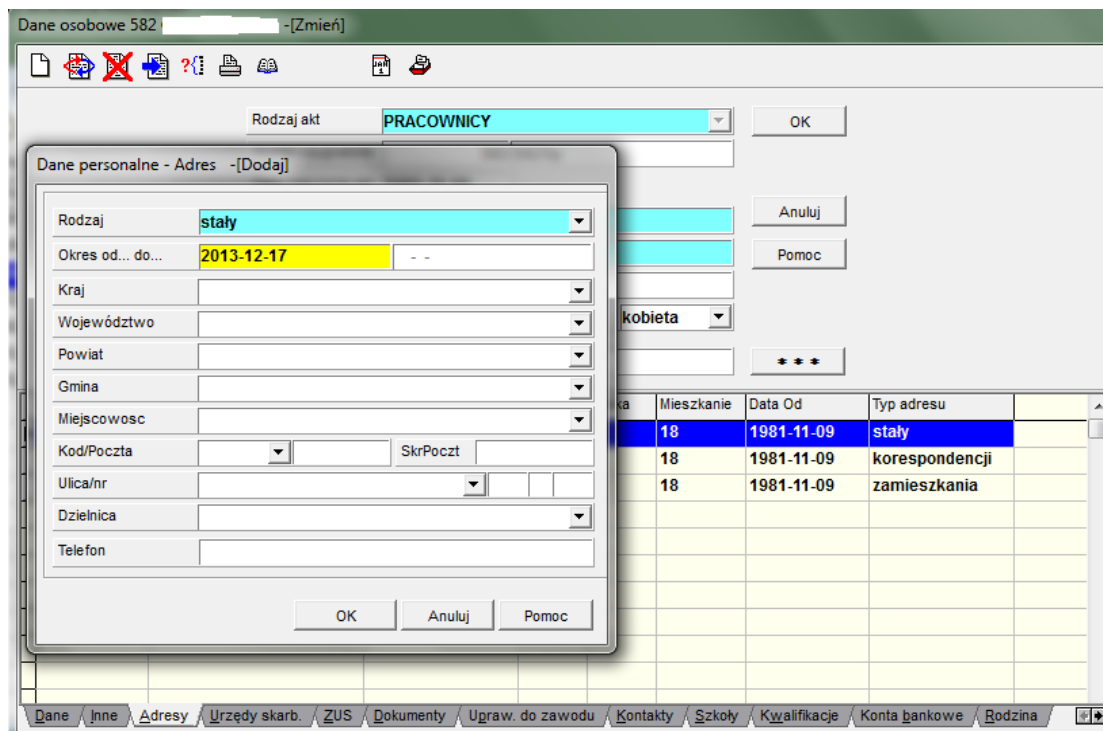 Dane osobowe 582 -[Zmień]
Rodzaj akt PRACOWNICY OK
Dane personalne - Adres -[Dodaj]
Rodzaj stały
Anuluj
Okres od... do... 2013-12-17 - -
Pomoc
Kraj
Województwo
kobieta
Powiat
* * *
Gmina
ka Mieszkanie Data Od Typ adresu
Miejscowosc
18 1981-11-09 stały
Kod/Poczta SkrPoczt
18 1981-11-09 korespondencji
Ulica/nr
18 1981-11-09 zamieszkania
Dzielnica
Telefon
OK Anuluj Pomoc
Dane Inne Adresy Urzędy skarb. ZUS Dokumenty Upraw. do zawodu Kontakty Szkoły Kwalifikacje Konta bankowe Rodzina